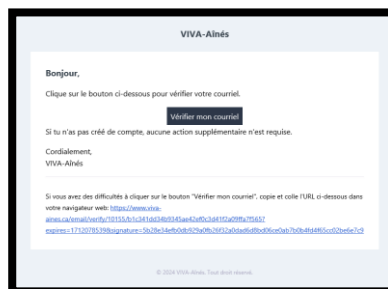 VIVA-Aînés
Bonjour,
Clique sur le bouton ci-dessous pour vérifier votre courriel.
Vérifier mon courriel
Si tu n'as pas créé de compte, aucune action supplémentaire n'est requise.
Cordialement,
VIVA-Aînés
Si vous avez des difficultés à cliquer sur le bouton "Vérifier mon courriel", copie et colle l'URL ci-dessous dans
votre navigateur web: https://www.viva-
© 2024 VIVA-Aînés. Tout droit réservé.